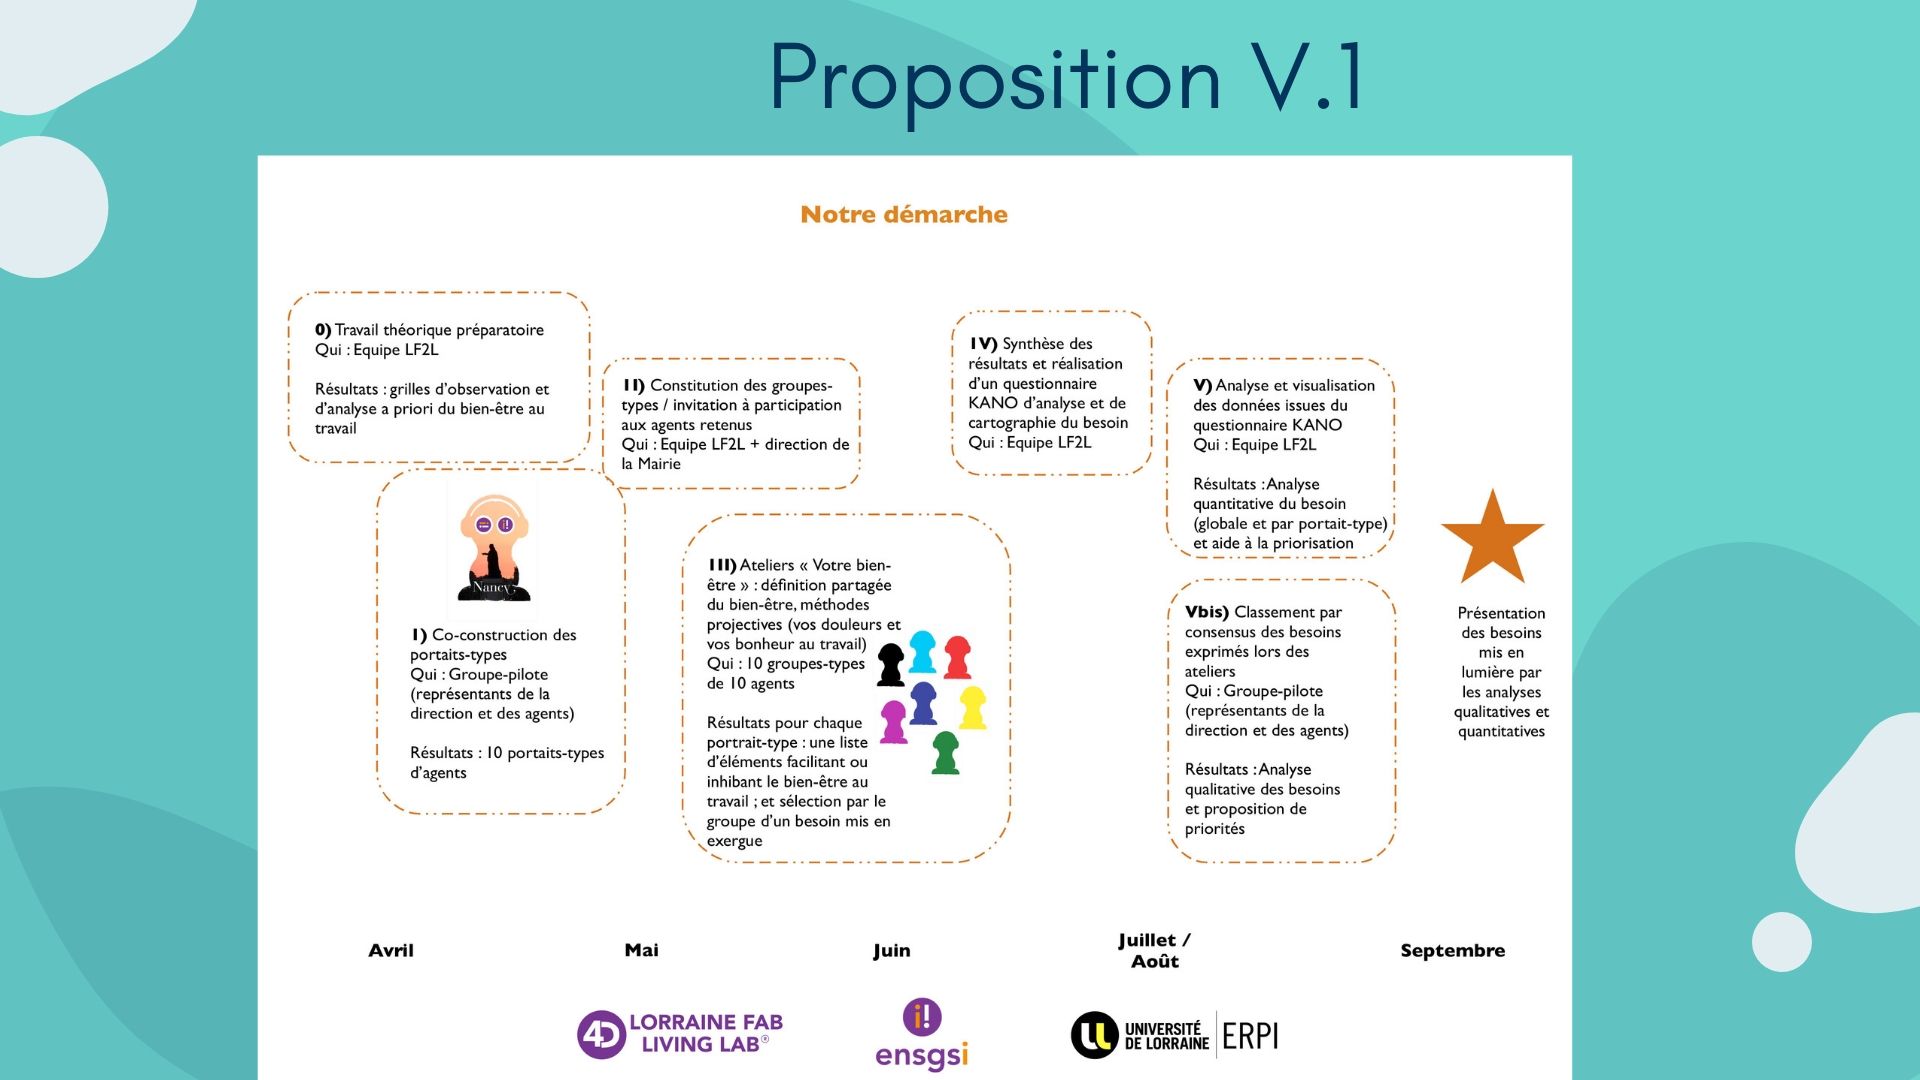 Proposition V.1
Notre démarche
0) Travail théorique préparatoire
Qui : Equipe LF2L
Résultats : grilles d'observation et
d'analyse a priori du bien-être au
travail
Nancy
I) Co-construction des
portaits-types
Qui : Groupe-pilote
(représentants de la
direction et des agents)
Résultats : 10 portaits-types
d'agents
II) Constitution des groupes-
types / invitation à participation
aux agents retenus
Qui : Equipe LF2L + direction de
la Mairie
III) Ateliers « Votre bien-
être » : définition partagée
du bien-être, méthodes
projectives (vos douleurs et
vos bonheur au travail)
Qui : 10 groupes-types
de 10 agents
Résultats pour chaque
portrait-type : une liste
d'éléments facilitant ou
inhibant le bien-être au
travail ; et sélection par le
groupe d'un besoin mis en
exergue
IV) Synthèse des
résultats et réalisation
d'un questionnaire
KANO d'analyse et de
cartographie du besoin
Qui : Equipe LF2L
V) Analyse et visualisation
des données issues du
questionnaire KANO
Qui : Equipe LF2L
Résultats : Analyse
quantitative du besoin
(globale et par portait-type)
et aide à la priorisation
Vbis) Classement par
consensus des besoins
exprimés lors des
ateliers
Qui : Groupe-pilote
(représentants de la
direction et des agents)
Résultats : Analyse
qualitative des besoins
et proposition de
priorités
Présentation
des besoins
mis en
lumière par
les analyses
qualitatives et
quantitatives
Avril
Mai
Juin
Juillet /
Août
Septembre
4D LORRAINE FAB
LIVING LAB®
i!
ensgsi
UL UNIVERSITÉ
DE LORRAINE
ERPI